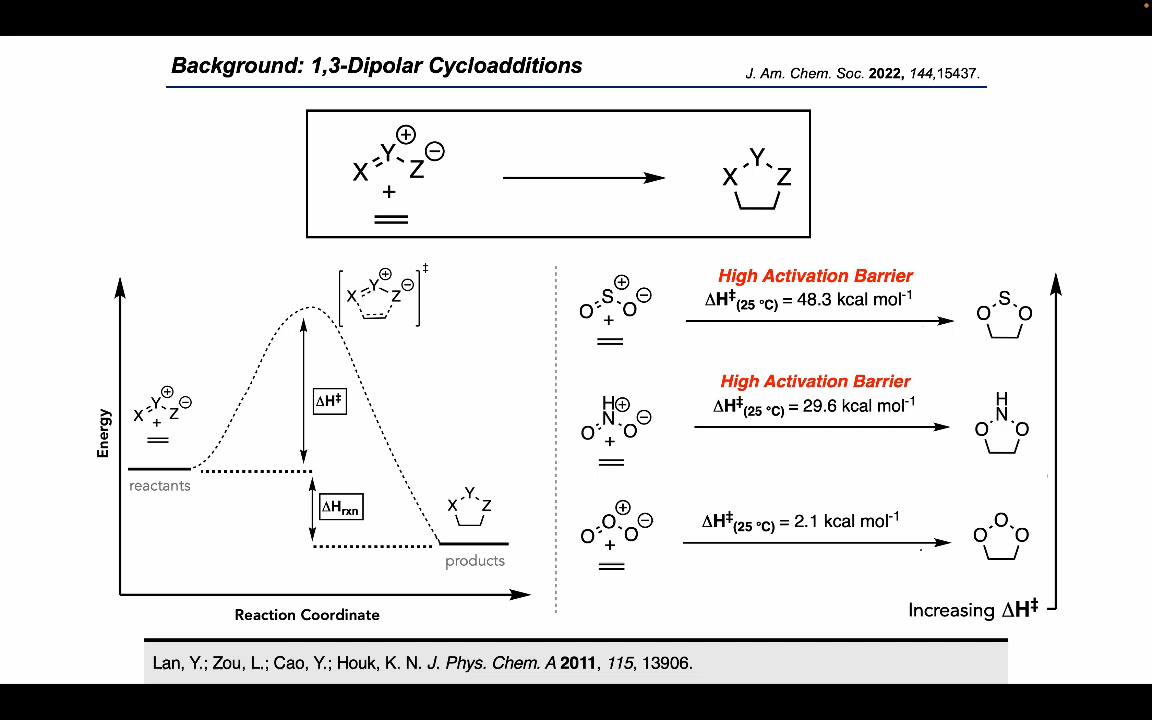 Background: 1,3-Dipolar Cycloadditions
J. Am. Chem. Soc. 2022, 144,15437.
X Y ⊕ Z ⊖
+
X Y Z
Energy
X Y ⊕ Z ⊖
+
reactants
X Y ⊕ Z ⊖ ‡
ΔH‡
ΔHrxn
X Y Z
products
Reaction Coordinate
O S ⊕ O ⊖
+
High Activation Barrier
ΔH‡(25 °C) = 48.3 kcal mol-1
O S O
O H ⊕ N O ⊖
+
High Activation Barrier
ΔH‡(25 °C) = 29.6 kcal mol-1
O H N O
O O ⊕ O ⊖
+
ΔH‡(25 °C) = 2.1 kcal mol-1
O O O
Increasing ΔH‡
Lan, Y.; Zou, L.; Cao, Y.; Houk, K. N. J. Phys. Chem. A 2011, 115, 13906.